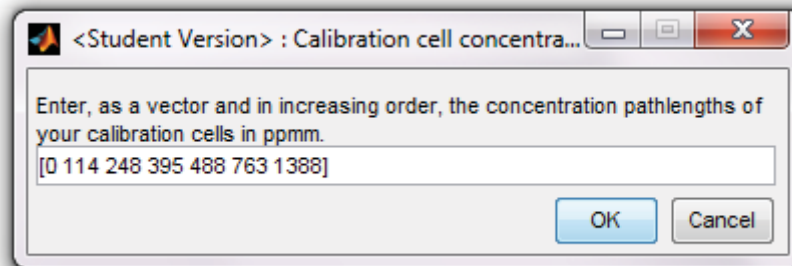 <Student Version> : Calibration cell concentra...
Enter, as a vector and in increasing order, the concentration pathlengths of
your calibration cells in ppmm.
[0 114 248 395 488 763 1388]
OK Cancel